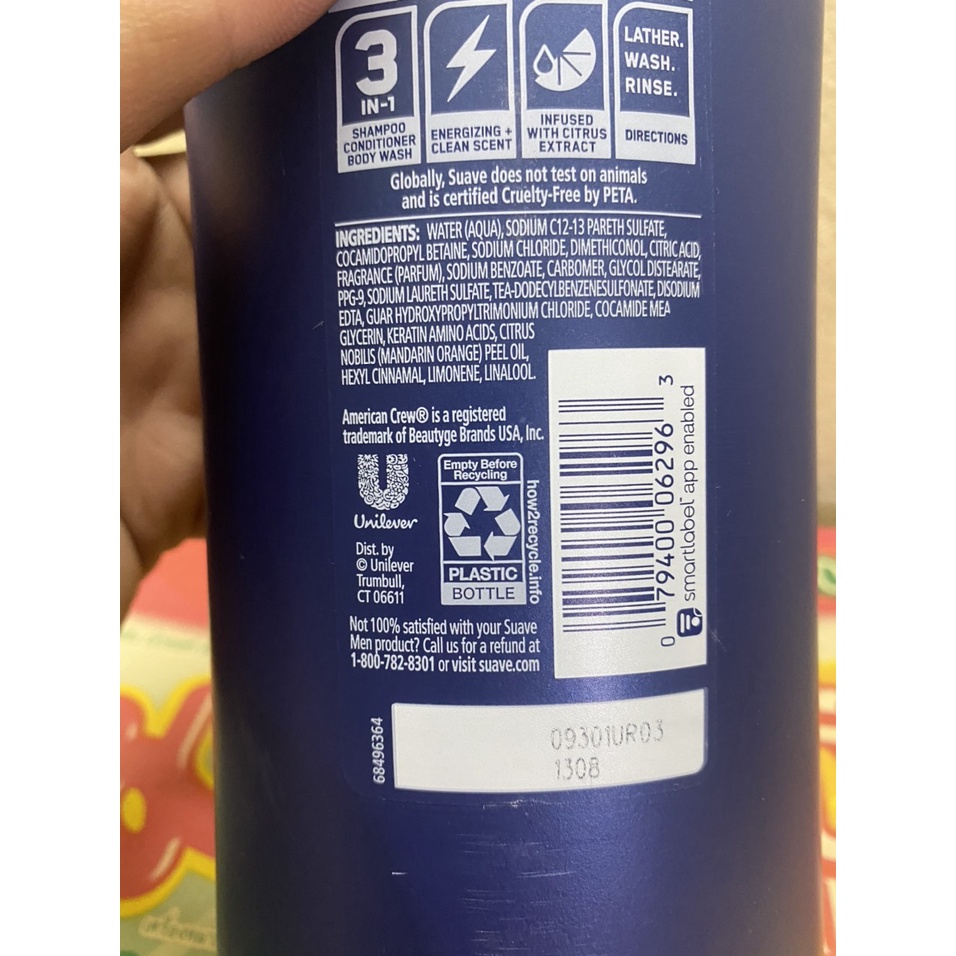 3
IN-1
SHAMPOO
CONDITIONER
BODY WASH
ENERGIZING +
CLEAN SCENT
INFUSED
WITH CITRUS
EXTRACT
LATHER.
WASH.
RINSE.
DIRECTIONS
Globally, Suave does not test on animals
and is certified Cruelty-Free by PETA.
INGREDIENTS: WATER (AQUA), SODIUM C12-13 PARETH SULFATE,
COCAMIDOPROPYL BETAINE, SODIUM CHLORIDE, DIMETHICONOL, CITRIC ACID,
FRAGRANCE (PARFUM), SODIUM BENZOATE, CARBOMER, GLYCOL DISTEARATE,
PPG-9, SODIUM LAURETH SULFATE, TEA-DODECYLBENZENESULFONATE, DISODIUM
EDTA, GUAR HYDROXYPROPYLTRIMONIUM CHLORIDE, COCAMIDE MEA
GLYCERIN, KERATIN AMINO ACIDS, CITRUS
NOBILIS (MANDARIN ORANGE) PEEL OIL,
HEXYL CINNAMAL, LIMONENE, LINALOOL.
American Crew® is a registered
trademark of Beautyge Brands USA, Inc.
Unilever
Dist. by
© Unilever
Trumbull,
CT 06611
Empty Before
Recycling
PLASTIC
BOTTLE
how2recycle.info
0 79400 06296 3
smartlabel™ app enabled
Not 100% satisfied with your Suave
Men product? Call us for a refund at
1-800-782-8301 or visit suave.com
68496364
09301UR03
1308